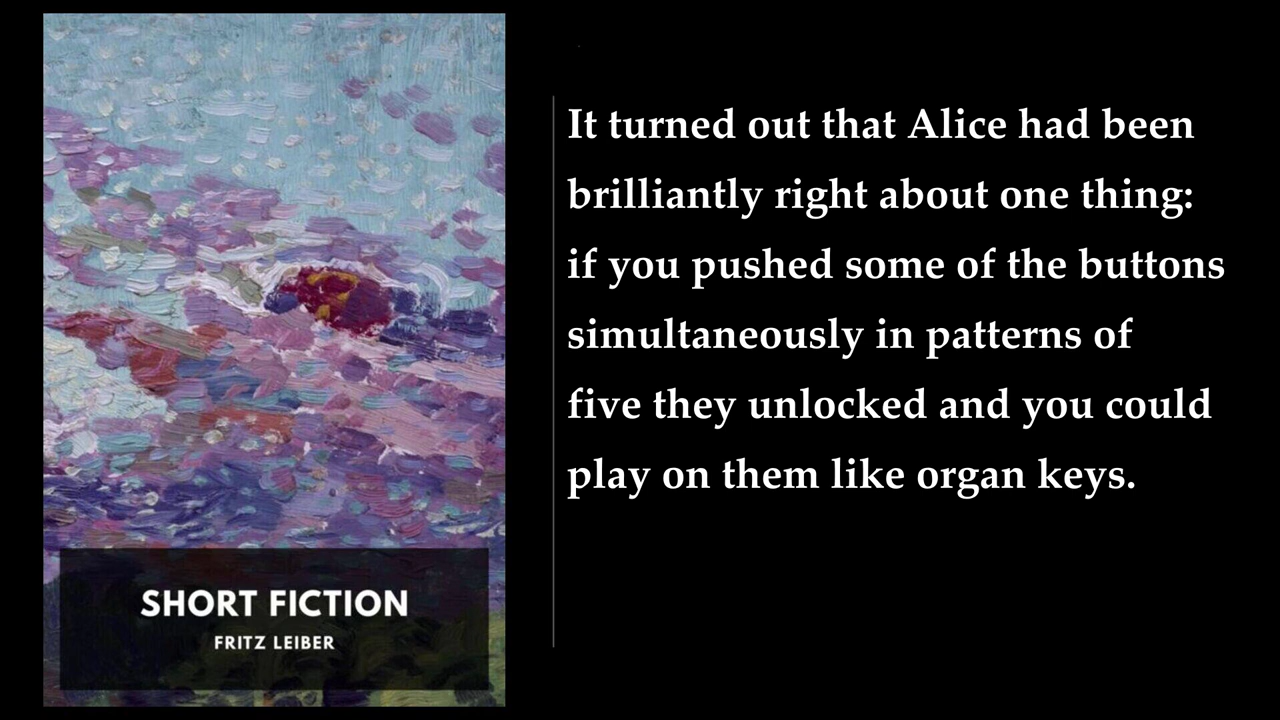 SHORT FICTION
FRITZ LEIBER
It turned out that Alice had been
brilliantly right about one thing:
if you pushed some of the buttons
simultaneously in patterns of
five they unlocked and you could
play on them like organ keys.